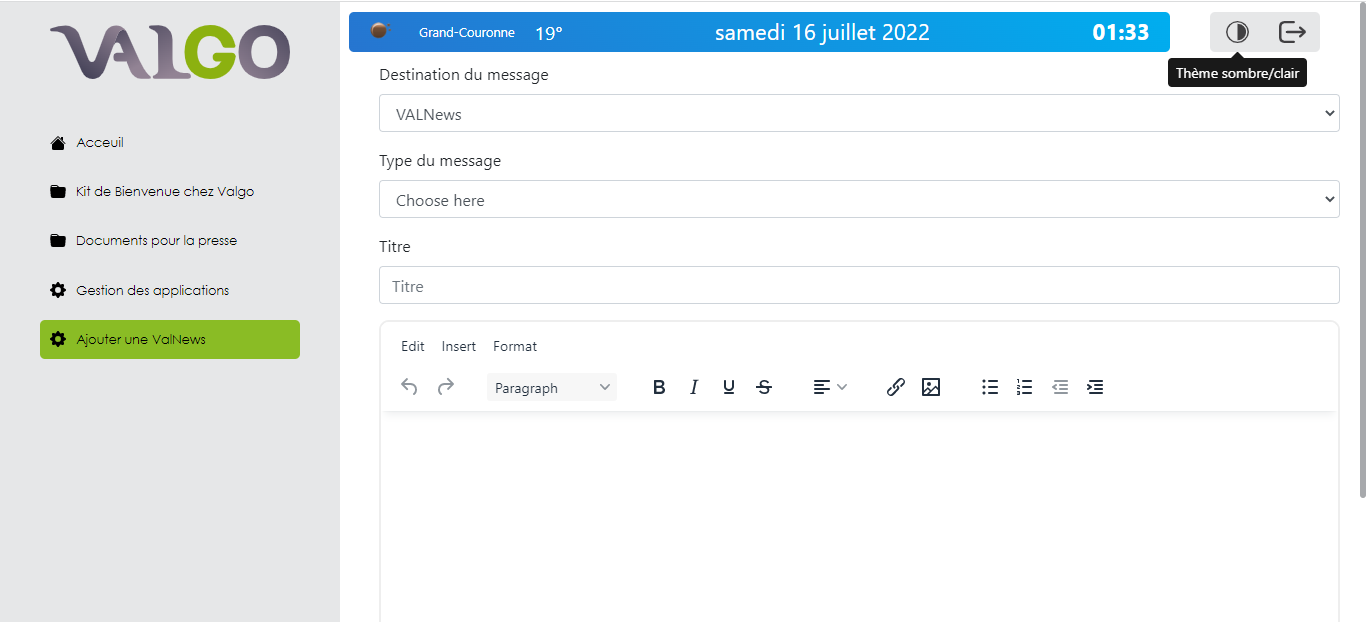 VALGO
Grand-Couronne 19° samedi 16 juillet 2022 01:33
Thème sombre/clair
Acceuil
Kit de Bienvenue chez Valgo
Documents pour la presse
Gestion des applications
Ajouter une ValNews
Destination du message
VALNews
Type du message
Choose here
Titre
Titre
Edit Insert Format
Paragraph B I U S